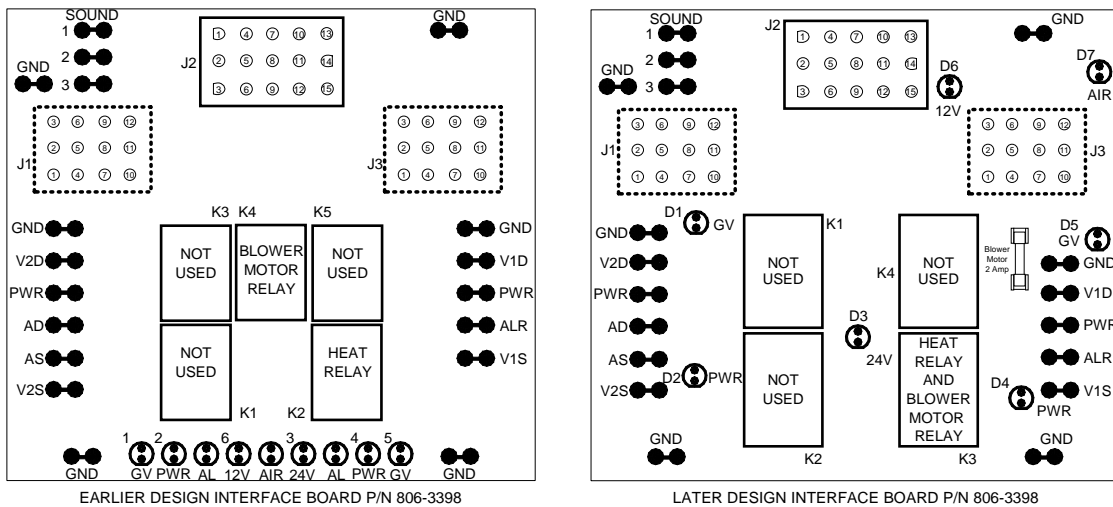 SOUND
1
2
3
GND
GND
J2
1 4 7 10 13
2 5 8 11 14
3 6 9 12 15
J1
3 6 9 12
2 5 8 11
1 4 7 10
J3
3 6 9 12
2 5 8 11
1 4 7 10
K3 K4 K5
GND
V2D
PWR
AD
AS
V2S
NOT
USED
BLOWER
MOTOR
RELAY
NOT
USED
NOT
USED
HEAT
RELAY
GND
V1D
PWR
ALR
V1S
K1 K2
1 2 6 3 4 5
GND GV PWR AL 12V AIR 24V AL PWR GV GND
EARLIER DESIGN INTERFACE BOARD P/N 806-3398
SOUND
1
2
3
GND
GND
J2
1 4 7 10 13
2 5 8 11 14
3 6 9 12 15
D6
12V
D7
AIR
J1
3 6 9 12
2 5 8 11
1 4 7 10
J3
3 6 9 12
2 5 8 11
1 4 7 10
D1
GV
K1
GND
V2D
PWR
AD
AS
V2S
NOT
USED
K4
NOT
USED
Blower
Motor
2 Amp
D5
GV
GND
V1D
PWR
ALR
V1S
D3
24V
D2
PWR
NOT
USED
HEAT
RELAY
AND
BLOWER
MOTOR
RELAY
D4
PWR
GND
K2
K3
GND
LATER DESIGN INTERFACE BOARD P/N 806-3398